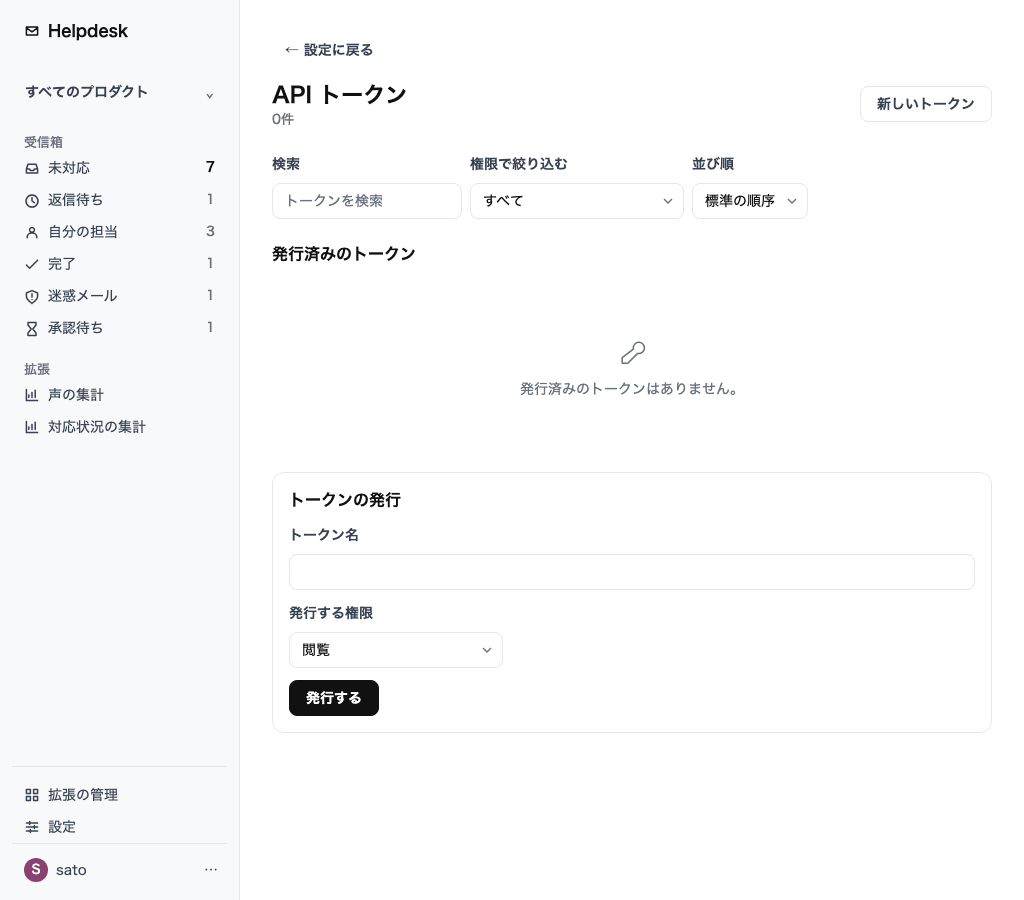 Helpdesk
すべてのプロダクト
受信箱
未対応 7
返信待ち 1
自分の担当 3
完了 1
迷惑メール 1
承認待ち 1
拡張
声の集計
対応状況の集計
拡張の管理
設定
S sato ...
← 設定に戻る
API トークン
0件
新しいトークン
検索 権限で絞り込む 並び順
トークンを検索 すべて 標準の順序
発行済みのトークン
発行済みのトークンはありません。
トークンの発行
トークン名
発行する権限
閲覧
発行する